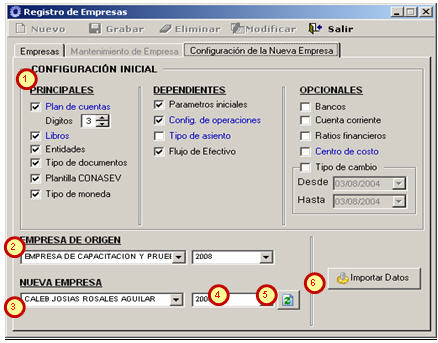 Registro de Empresas
Nuevo Grabar Eliminar Modificar Salir
Empresas Mantenimiento de Empresa Configuración de la Nueva Empresa
CONFIGURACIÓN INICIAL
1
PRINCIPALES
Plan de cuentas
Digitos 3
Libros
Entidades
Tipo de documentos
Plantilla CONASEV
Tipo de moneda
DEPENDIENTES
Parametros iniciales
Config. de operaciones
Tipo de asiento
Flujo de Efectivo
OPCIONALES
Bancos
Cuenta corriente
Ratios financieros
Centro de costo
Tipo de cambio
Desde 03/08/2004
Hasta 03/08/2004
2 EMPRESA DE ORIGEN
EMPRESA DE CAPACITACION Y 2008
NUEVA EMPRESA
3 CALEB JOSIAS ROSALES AGUILAR 4 5
6 Importar Datos